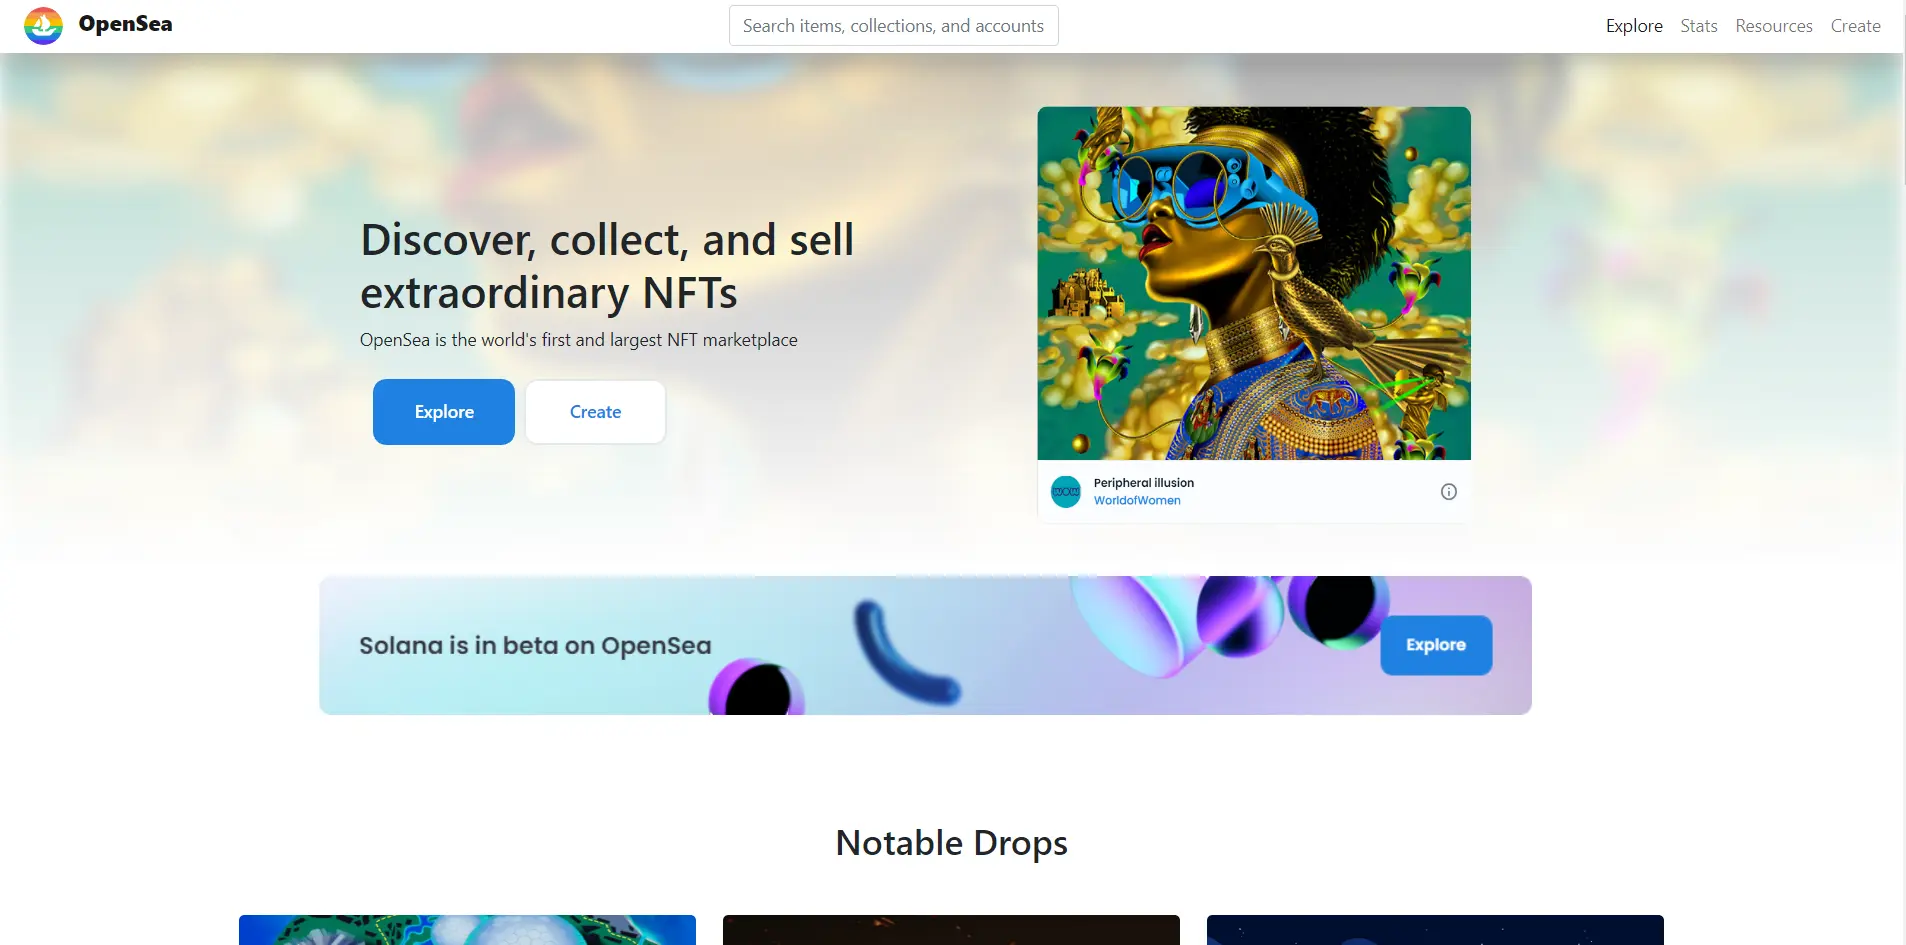 OpenSea
Search items, collections, and accounts
Explore
Stats
Resources
Create
Discover, collect, and sell
extraordinary NFTs
OpenSea is the world's first and largest NFT marketplace
Explore
Create
WOW
Peripheral illusion
WorldofWomen
Solana is in beta on OpenSea
Explore
Notable Drops